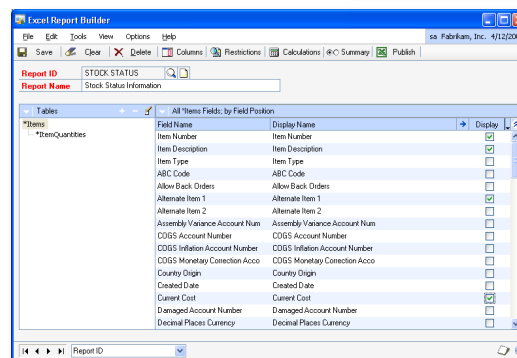 Excel Report Builder
File Edit Tools View Options Help
sa Fabrikam, Inc. 4/12/20
Save Clear Delete Columns Restrictions Calculations Summary Publish
Report ID STOCK STATUS
Report Name Stock Status Information
Tables All *Items Fields; by Field Position
*Items
*ItemQuantities
Field Name Display Name Display
Item Number Item Number
Item Description Item Description
Item Type Item Type
ABC Code ABC Code
Allow Back Orders Allow Back Orders
Alternate Item 1 Alternate Item 1
Alternate Item 2 Alternate Item 2
Assembly Variance Account Num Assembly Variance Account Num
COGS Account Number COGS Account Number
COGS Inflation Account Number COGS Inflation Account Number
COGS Monetary Correction Acco COGS Monetary Correction Acco
Country Origin Country Origin
Created Date Created Date
Current Cost Current Cost
Damaged Account Number Damaged Account Number
Decimal Places Currency Decimal Places Currency
Report ID